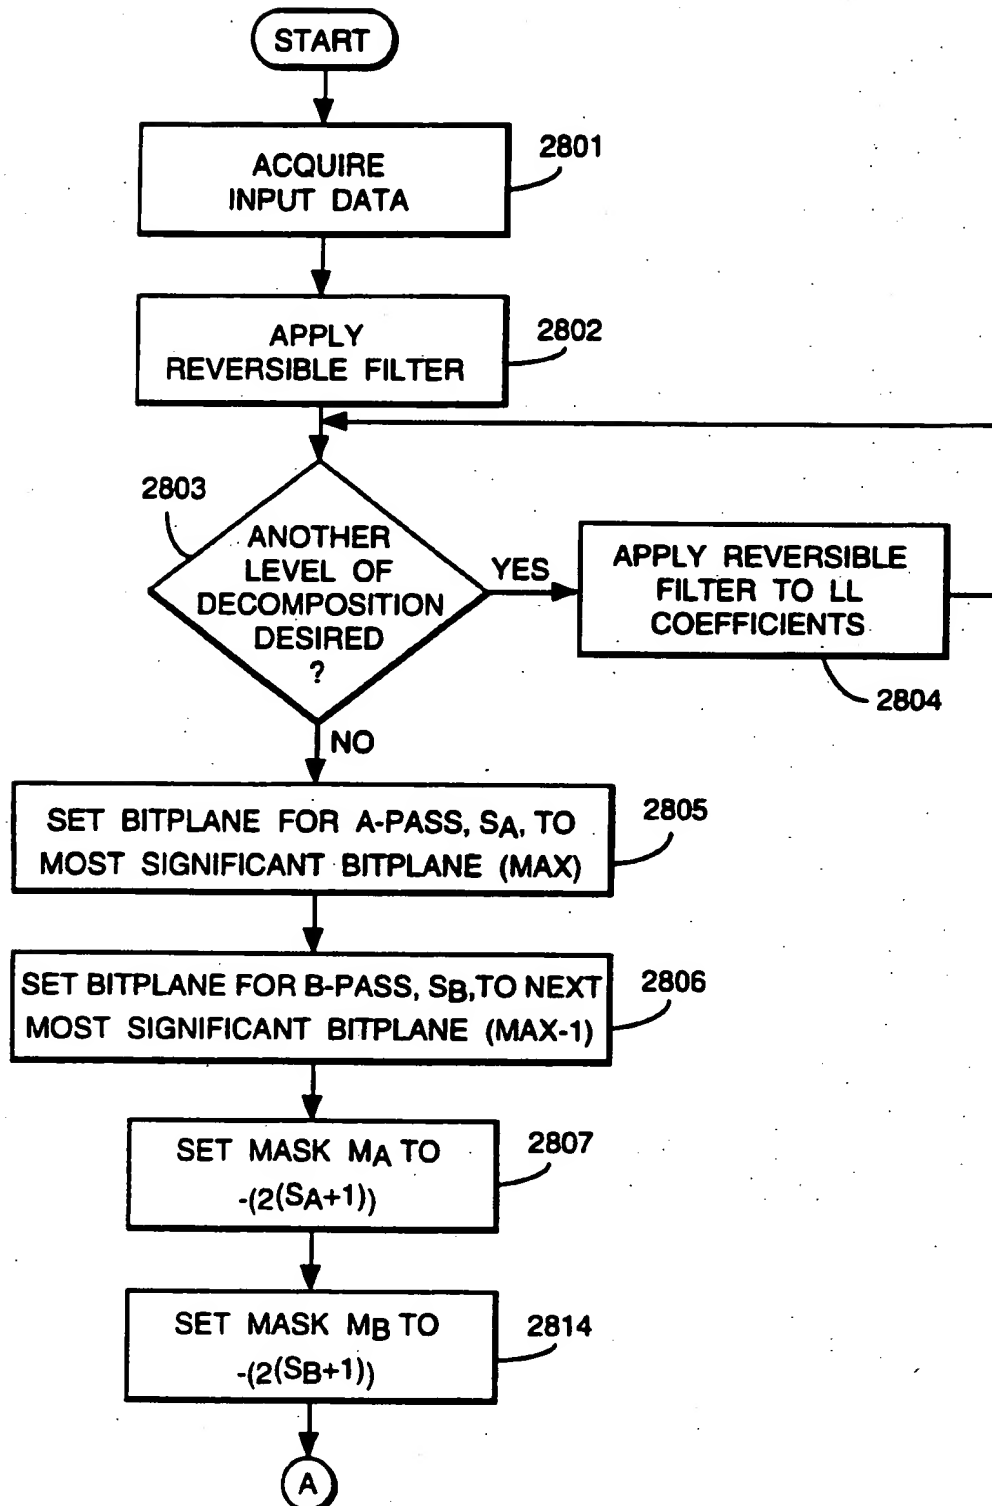 START
ACQUIRE
INPUT DATA
2801
APPLY
REVERSIBLE FILTER
2802
2803
ANOTHER
LEVEL OF
DECOMPOSITION
DESIRED
?
YES
APPLY REVERSIBLE
FILTER TO LL
COEFFICIENTS
2804
NO
SET BITPLANE FOR A-PASS, SA, TO
MOST SIGNIFICANT BITPLANE (MAX)
2805
SET BITPLANE FOR B-PASS, SB, TO NEXT
MOST SIGNIFICANT BITPLANE (MAX-1)
2806
SET MASK MA TO
-(2(SA+1))
2807
SET MASK MB TO
-(2(SB+1))
2814
A